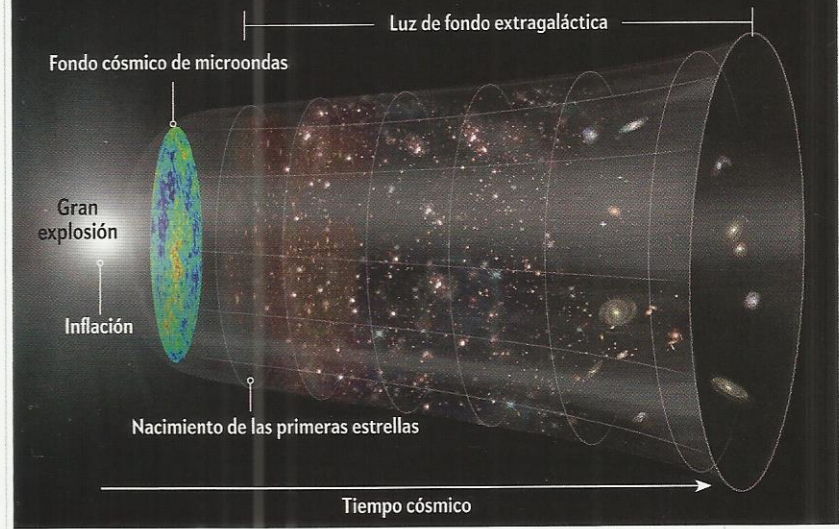 Luz de fondo extragaláctica
Fondo cósmico de microondas
Gran
explosión
Inflación
Nacimiento de las primeras estrellas
Tiempo cósmico